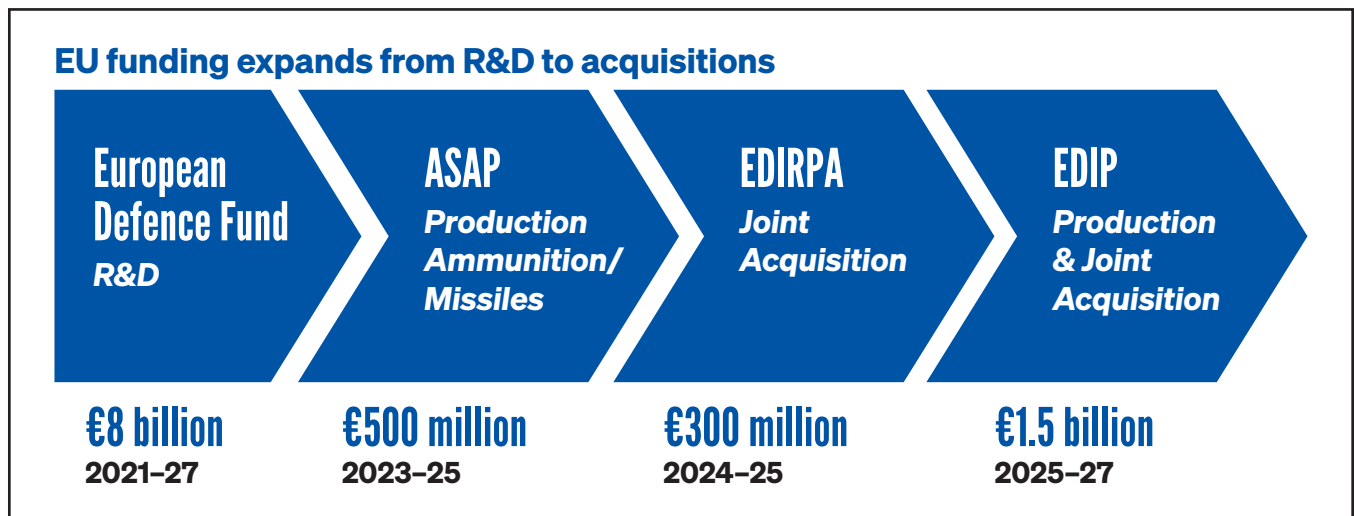 EU funding expands from R&D to acquisitions
European
Defence Fund
R&D
ASAP
Production
Ammunition/
Missiles
EDIRPA
Joint
Acquisition
EDIP
Production
& Joint
Acquisition
€8 billion
2021–27
€500 million
2023–25
€300 million
2024–25
€1.5 billion
2025–27